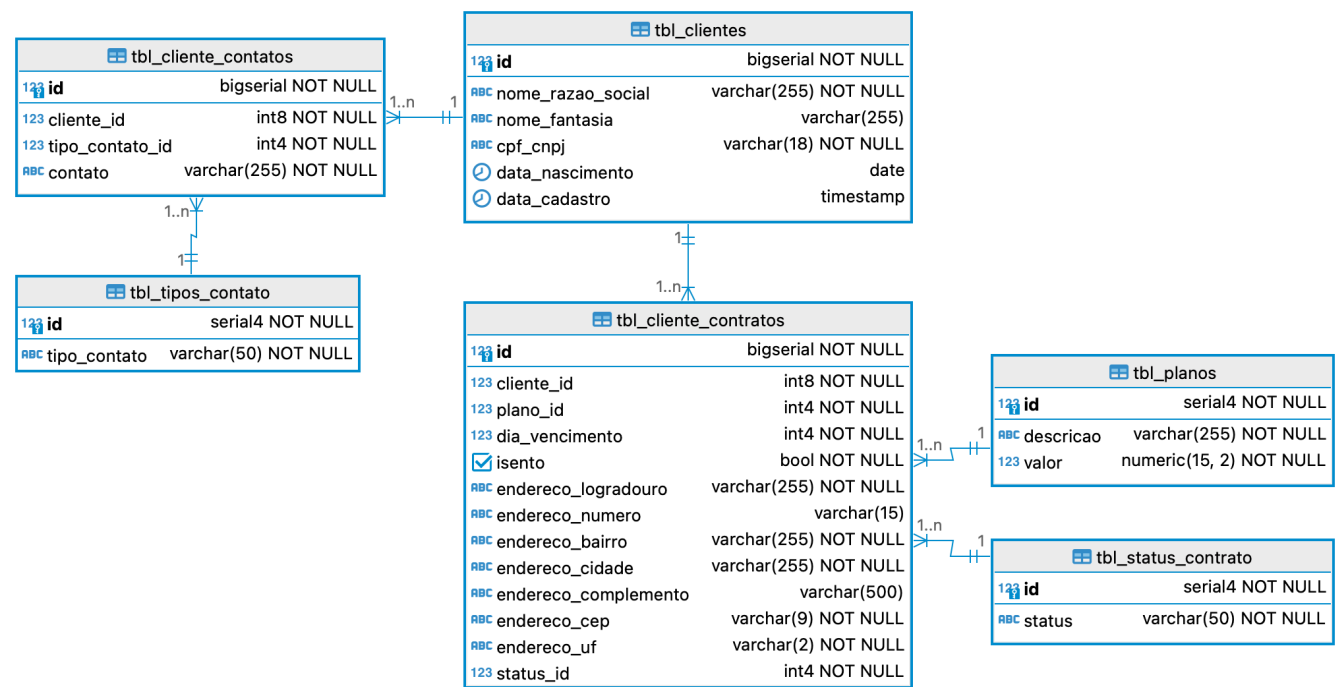 tbl_cliente_contatos
123 id bigserial NOT NULL
123 cliente_id int8 NOT NULL
123 tipo_contato_id int4 NOT NULL
ABC contato varchar(255) NOT NULL
1..n 1
tbl_clientes
123 id bigserial NOT NULL
ABC nome_razao_social varchar(255) NOT NULL
ABC nome_fantasia varchar(255)
ABC cpf_cnpj varchar(18) NOT NULL
data_nascimento date
data_cadastro timestamp
1..n
1
tbl_tipos_contato
123 id serial4 NOT NULL
ABC tipo_contato varchar(50) NOT NULL
1
1..n
tbl_cliente_contratos
123 id bigserial NOT NULL
123 cliente_id int8 NOT NULL
123 plano_id int4 NOT NULL
123 dia_vencimento int4 NOT NULL
isento bool NOT NULL
ABC endereco_logradouro varchar(255) NOT NULL
ABC endereco_numero varchar(15)
ABC endereco_bairro varchar(255) NOT NULL
ABC endereco_cidade varchar(255) NOT NULL
ABC endereco_complemento varchar(500)
ABC endereco_cep varchar(9) NOT NULL
ABC endereco_uf varchar(2) NOT NULL
123 status_id int4 NOT NULL
1..n 1
tbl_planos
123 id serial4 NOT NULL
ABC descricao varchar(255) NOT NULL
123 valor numeric(15, 2) NOT NULL
1..n 1
tbl_status_contrato
123 id serial4 NOT NULL
ABC status varchar(50) NOT NULL